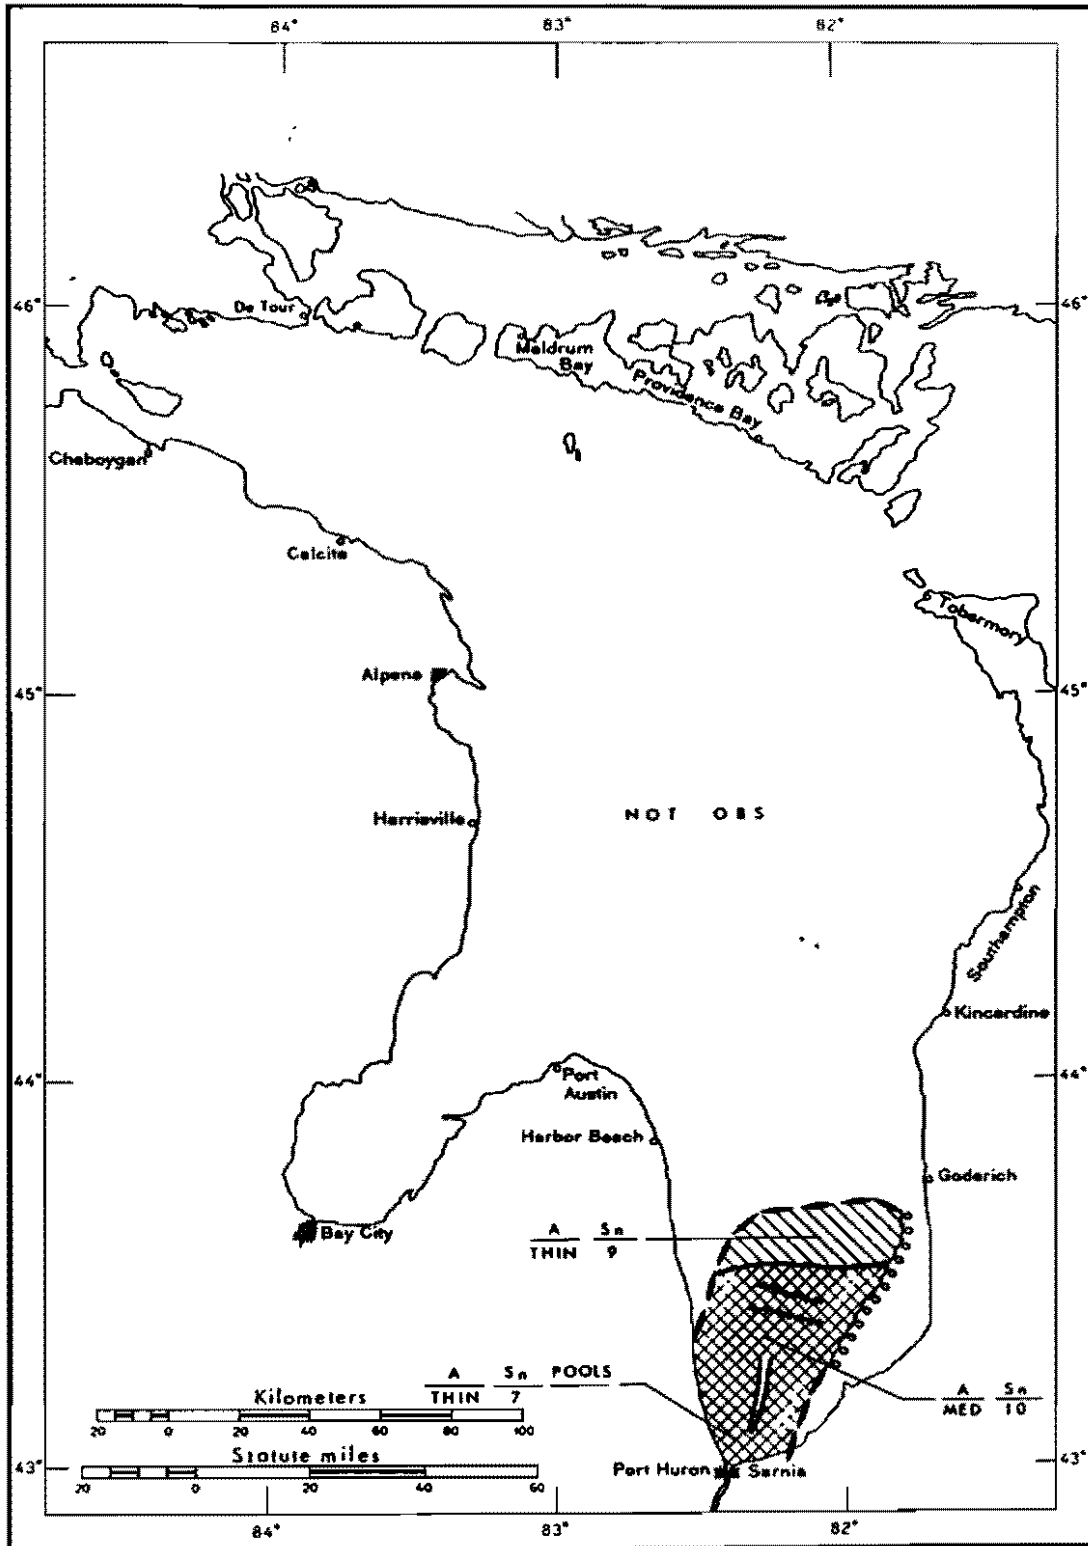 84° 83° 82°
46° De Tour 46°
Meldrum
Bay
Providence Bay
Cheboygan
Calcite
Tobermory
Alpena
45° 45°
Harrisville
NOT OBS
Southampton
Kincardine
44° 44°
Port
Austin
Harbor Beach
Goderich
A Sn
THIN 9
Bay City
A Sn POOLS
THIN 7
A Sn
MED 10
Kilometers
20 0 20 40 60 80 100
Statute miles
20 0 20 40 60
43° Port Huron Sarnia 43°
84° 83° 82°